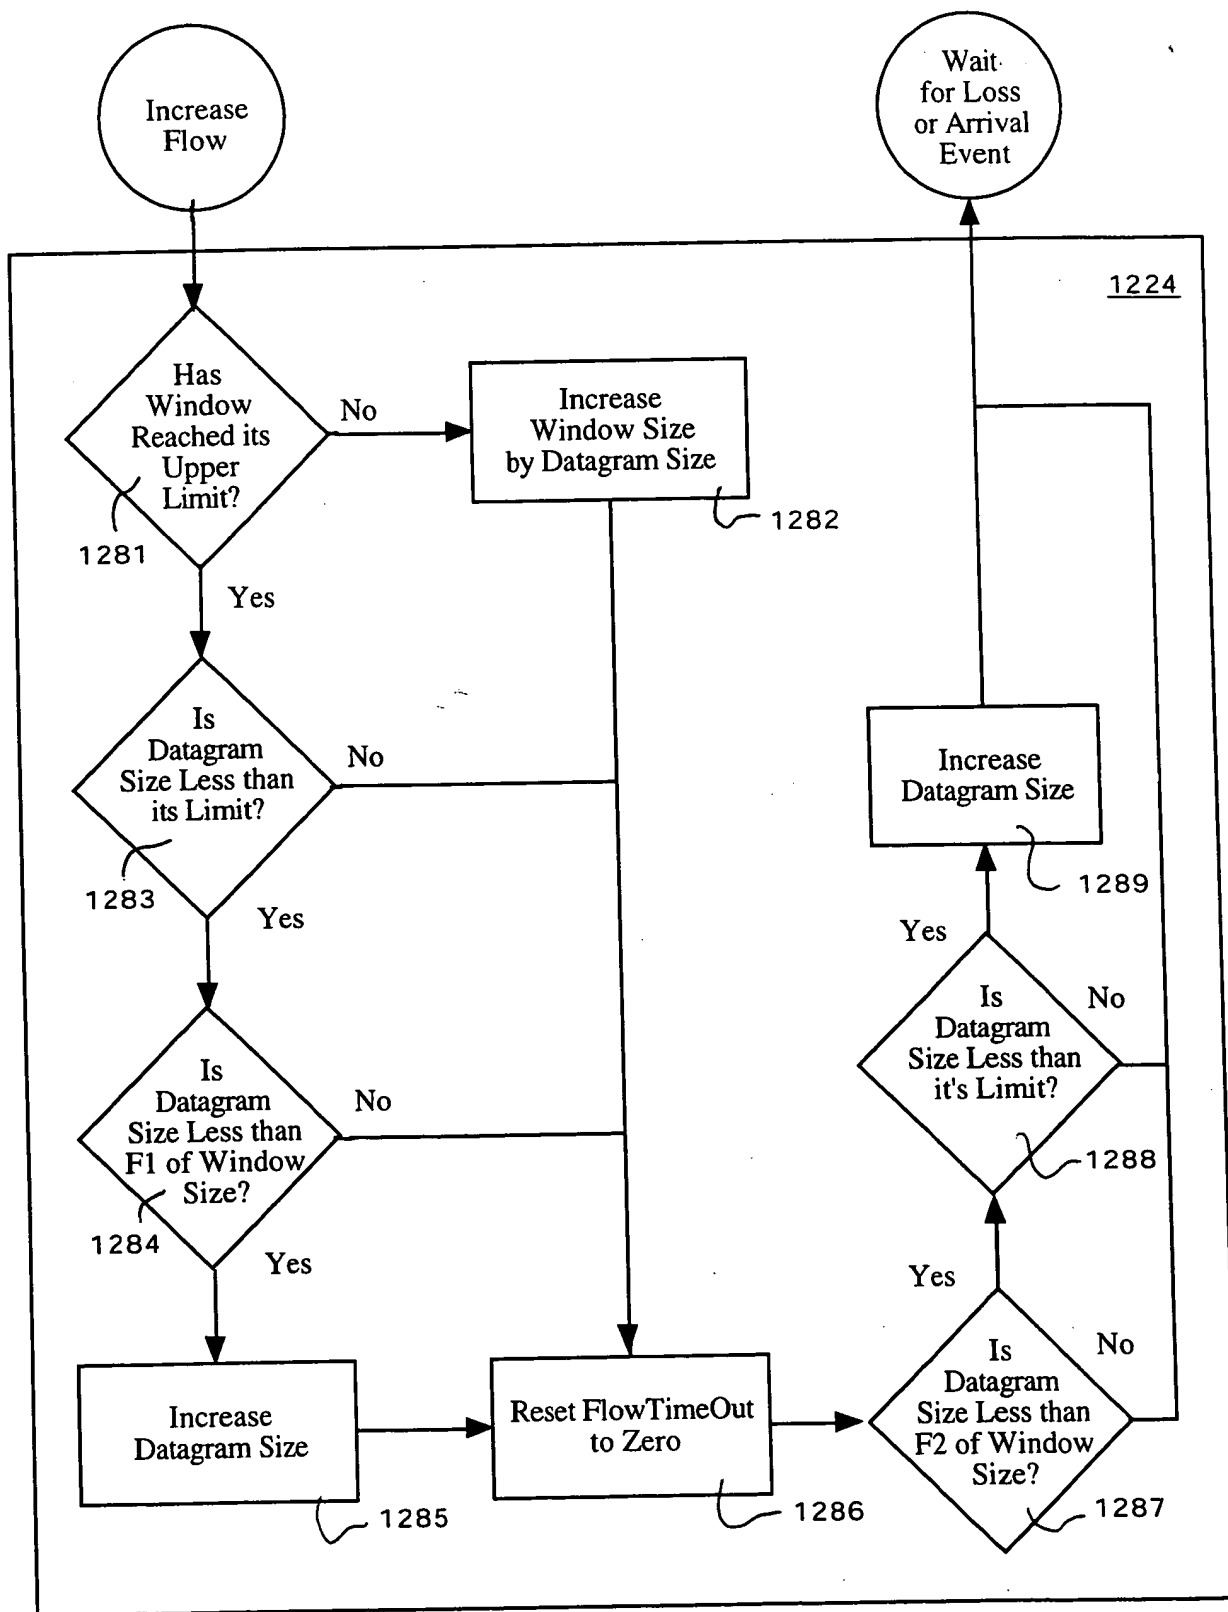 Increase
Flow
Wait
for Loss
or Arrival
Event
1224
Has
Window
Reached its
Upper
Limit?
1281
No
Increase
Window Size
by Datagram Size
1282
Yes
Is
Datagram
Size Less than
its Limit?
1283
No
Yes
Is
Datagram
Size Less than
F1 of Window
Size?
1284
No
Yes
Increase
Datagram Size
1285
Reset FlowTimeOut
to Zero
1286
Is
Datagram
Size Less than
F2 of Window
Size?
1287
No
Yes
Is
Datagram
Size Less than
it's Limit?
1288
No
Yes
Increase
Datagram Size
1289